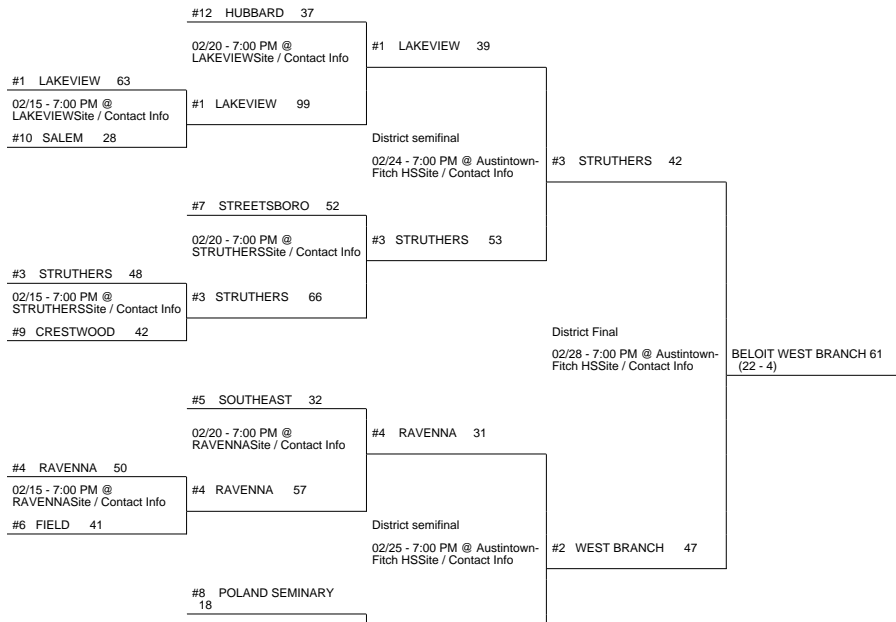 #12 HUBBARD 37
02/20 - 7:00 PM @
LAKEVIEWSite / Contact Info
#1 LAKEVIEW 39
#1 LAKEVIEW 63
02/15 - 7:00 PM @
LAKEVIEWSite / Contact Info
#1 LAKEVIEW 99
#10 SALEM 28
District semifinal
02/24 - 7:00 PM @ Austintown-
Fitch HSSite / Contact Info
#3 STRUTHERS 42
#7 STREETSBORO 52
02/20 - 7:00 PM @
STRUTHERSSite / Contact Info
#3 STRUTHERS 53
#3 STRUTHERS 48
02/15 - 7:00 PM @
STRUTHERSSite / Contact Info
#3 STRUTHERS 66
#9 CRESTWOOD 42
District Final
02/28 - 7:00 PM @ Austintown-
Fitch HSSite / Contact Info
BELOIT WEST BRANCH 61
(22 - 4)
#5 SOUTHEAST 32
02/20 - 7:00 PM @
RAVENNASite / Contact Info
#4 RAVENNA 31
#4 RAVENNA 50
02/15 - 7:00 PM @
RAVENNASite / Contact Info
#4 RAVENNA 57
#6 FIELD 41
District semifinal
02/25 - 7:00 PM @ Austintown-
Fitch HSSite / Contact Info
#2 WEST BRANCH 47
#8 POLAND SEMINARY
18